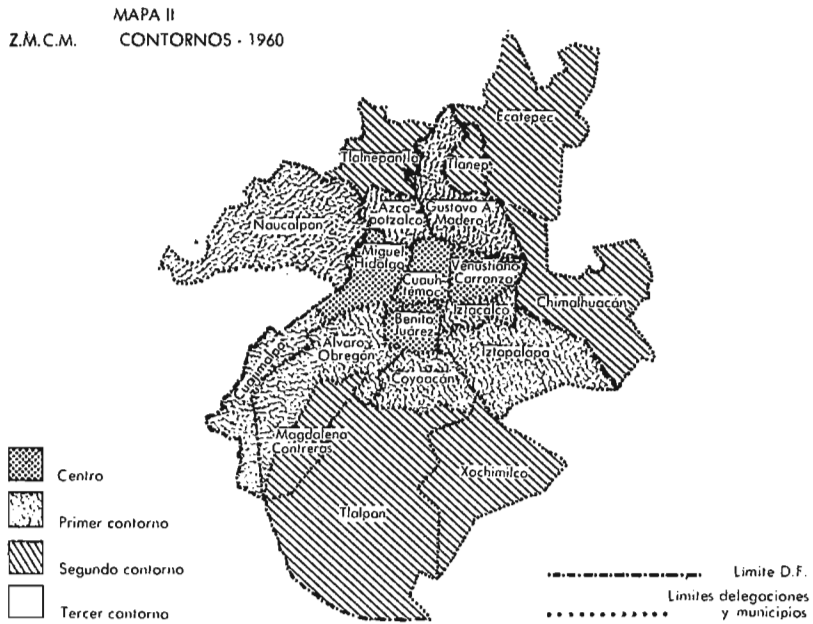 MAPA II
Z.M.C.M. CONTORNOS - 1960
Ecatepec
Tlalnepantla
Tlanep
Naucalpan
Azca-
potzalco
Gustavo A.
Madero
Miguel
Hidalgo
Cuauh
témoc
Venustiano
Carranza
Chimalhuacán
Iztacalco
Benito
Juárez
Alvaro
Obregón
Iztapalapa
Cuajimalpa
Coyoacán
Magdalena
Contreras
Xochimilco
Tlalpan
Centro
Primer contorno
Segundo contorno
Tercer contorno
Limite D.F.
Limites delegaciones
y municipios